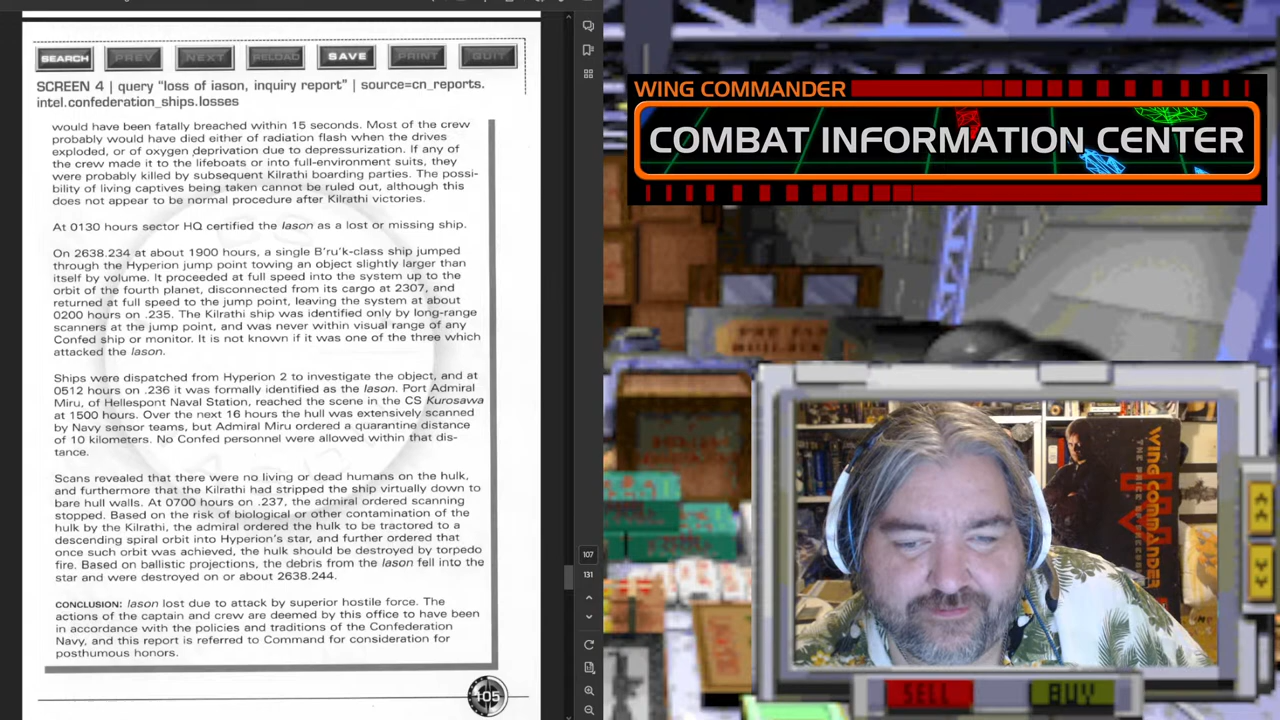 SEARCH PREV NEXT RELOAD SAVE PRINT QUIT
SCREEN 4 | query "loss of iason, inquiry report" | source=cn_reports.
intel.confederation_ships.losses
would have been fatally breached within 15 seconds. Most of the crew
probably would have died either of radiation flash when the drives
exploded, or of oxygen deprivation due to depressurization. If any of
the crew made it to the lifeboats or into full-environment suits, they
were probably killed by subsequent Kilrathi boarding parties. The possi-
bility of living captives being taken cannot be ruled out, although this
does not appear to be normal procedure after Kilrathi victories.
At 0130 hours sector HQ certified the Iason as a lost or missing ship.
On 2638.234 at about 1900 hours, a single B'ru'k-class ship jumped
through the Hyperion jump point towing an object slightly larger than
itself by volume. It proceeded at full speed into the system up to the
orbit of the fourth planet, disconnected from its cargo at 2307, and
returned at full speed to the jump point, leaving the system at about
0200 hours on .235. The Kilrathi ship was identified only by long-range
scanners at the jump point, and was never within visual range of any
Confed ship or monitor. It is not known if it was one of the three which
attacked the Iason.
Ships were dispatched from Hyperion 2 to investigate the object, and at
0512 hours on .236 it was formally identified as the Iason. Port Admiral
Miru, of Hellespont Naval Station, reached the scene in the CS Kurosawa
at 1500 hours. Over the next 16 hours the hull was extensively scanned
by Navy sensor teams, but Admiral Miru ordered a quarantine distance
of 10 kilometers. No Confed personnel were allowed within that dis-
tance.
Scans revealed that there were no living or dead humans on the hulk,
and furthermore that the Kilrathi had stripped the ship virtually down to
bare hull walls. At 0700 hours on .237, the admiral ordered scanning
stopped. Based on the risk of biological or other contamination of the
hulk by the Kilrathi, the admiral ordered the hulk to be tractored to a
descending spiral orbit into Hyperion's star, and further ordered that
once such orbit was achieved, the hulk should be destroyed by torpedo
fire. Based on ballistic projections, the debris from the Iason fell into the
star and were destroyed on or about 2638.244.
CONCLUSION: Iason lost due to attack by superior hostile force. The
actions of the captain and crew are deemed by this office to have been
in accordance with the policies and traditions of the Confederation
Navy, and this report is referred to Command for consideration for
posthumous honors.
105
107
131
WING COMMANDER
COMBAT INFORMATION CENTER
WING COMMANDER
SELL BUY